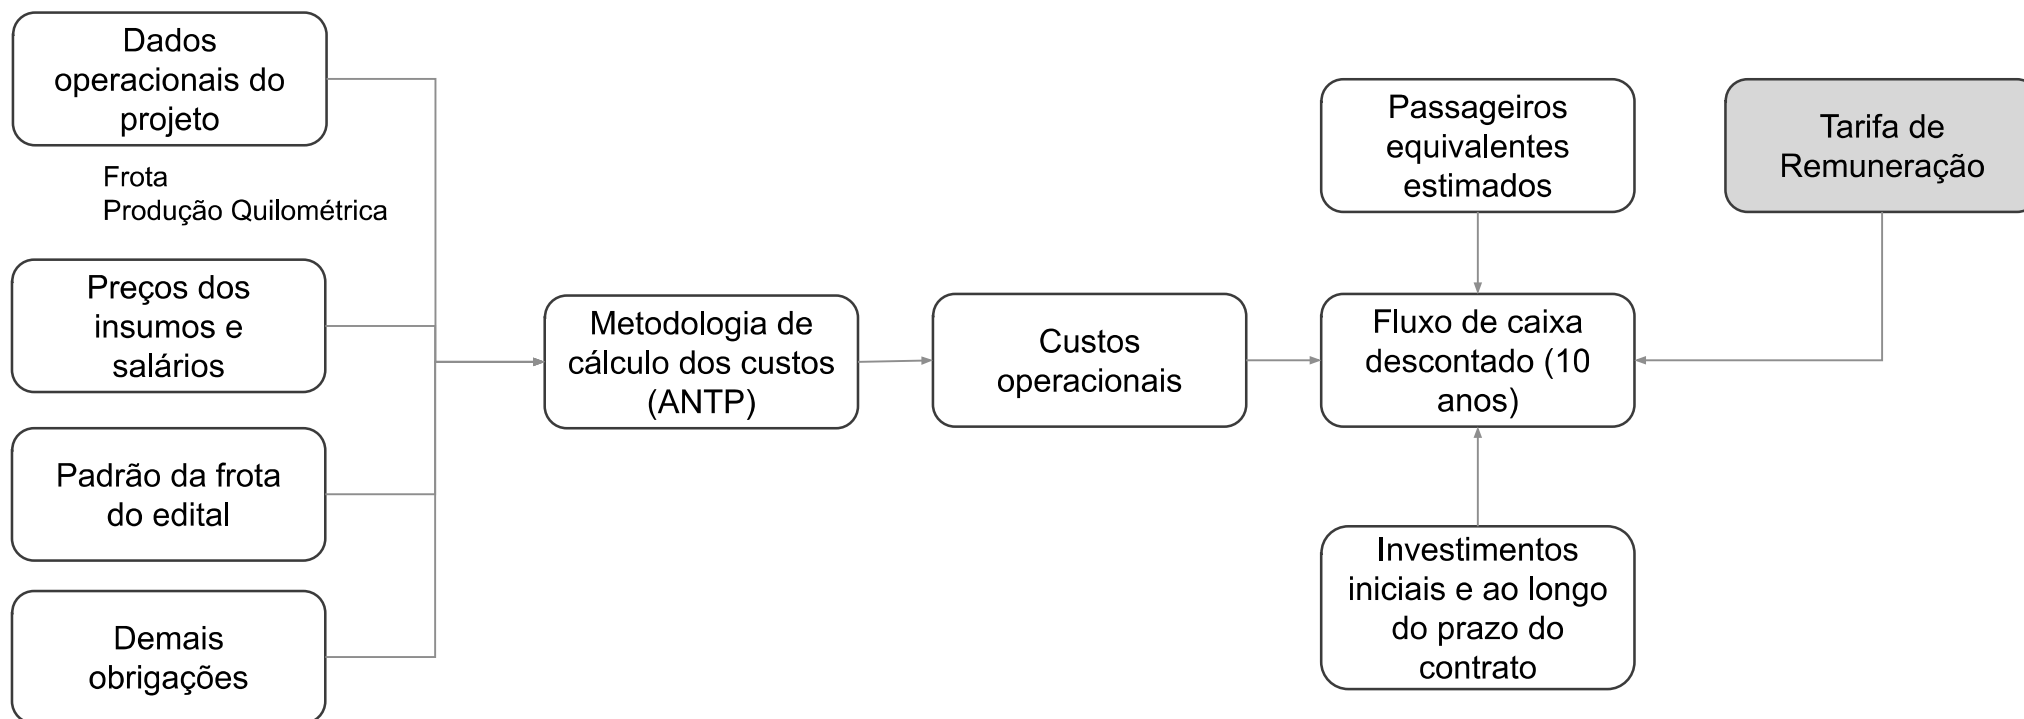 Dados
operacionais do
projeto
Frota
Produção Quilométrica
Preços dos
insumos e
salários
Padrão da frota
do edital
Demais
obrigações
Metodologia de
cálculo dos custos
(ANTP)
Custos
operacionais
Passageiros
equivalentes
estimados
Fluxo de caixa
descontado (10
anos)
Investimentos
iniciais e ao longo
do prazo do
contrato
Tarifa de
Remuneração